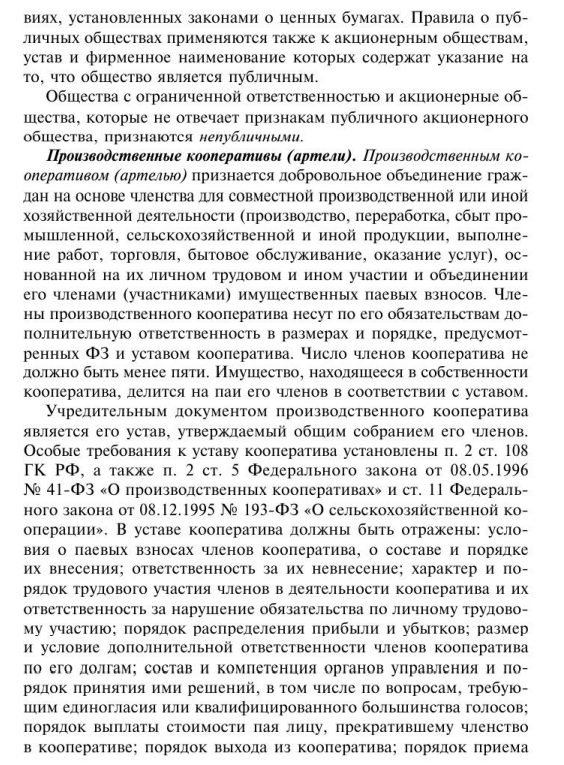 виях, установленных законами о ценных бумагах. Правила о пуб-
личных обществах применяются также к акционерным обществам,
устав и фирменное наименование которых содержат указание на
то, что общество является публичным.
Общества с ограниченной ответственностью и акционерные об-
щества, которые не отвечает признакам публичного акционерного
общества, признаются непубличными.
Производственные кооперативы (артели). Производственным ко-
оперативом (артелью) признается добровольное объединение граж-
дан на основе членства для совместной производственной или иной
хозяйственной деятельности (производство, переработка, сбыт про-
мышленной, сельскохозяйственной и иной продукции, выполне-
ние работ, торговля, бытовое обслуживание, оказание услуг), ос-
нованной на их личном трудовом и ином участии и объединении
его членами (участниками) имущественных паевых взносов. Чле-
ны производственного кооператива несут по его обязательствам до-
полнительную ответственность в размерах и порядке, предусмот-
ренных ФЗ и уставом кооператива. Число членов кооператива не
должно быть менее пяти. Имущество, находящееся в собственности
кооператива, делится на паи его членов в соответствии с уставом.
Учредительным документом производственного кооператива
является его устав, утверждаемый общим собранием его членов.
Особые требования к уставу кооператива установлены п. 2 ст. 108
ГК РФ, а также п. 2 ст. 5 Федерального закона от 08.05.1996
№ 41-ФЗ «О производственных кооперативах» и ст. 11 Федераль-
ного закона от 08.12.1995 № 193-ФЗ «О сельскохозяйственной ко-
операции». В уставе кооператива должны быть отражены: усло-
вия о паевых взносах членов кооператива, о составе и порядке
их внесения; ответственность за их невнесение; характер и по-
рядок трудового участия членов в деятельности кооператива и их
ответственность за нарушение обязательства по личному трудово-
му участию; порядок распределения прибыли и убытков; размер
и условие дополнительной ответственности членов кооператива
по его долгам; состав и компетенция органов управления и по-
рядок принятия ими решений, в том числе по вопросам, требую-
щим единогласия или квалифицированного большинства голосов;
порядок выплаты стоимости пая лицу, прекратившему членство
в кооперативе; порядок выхода из кооператива; порядок приема